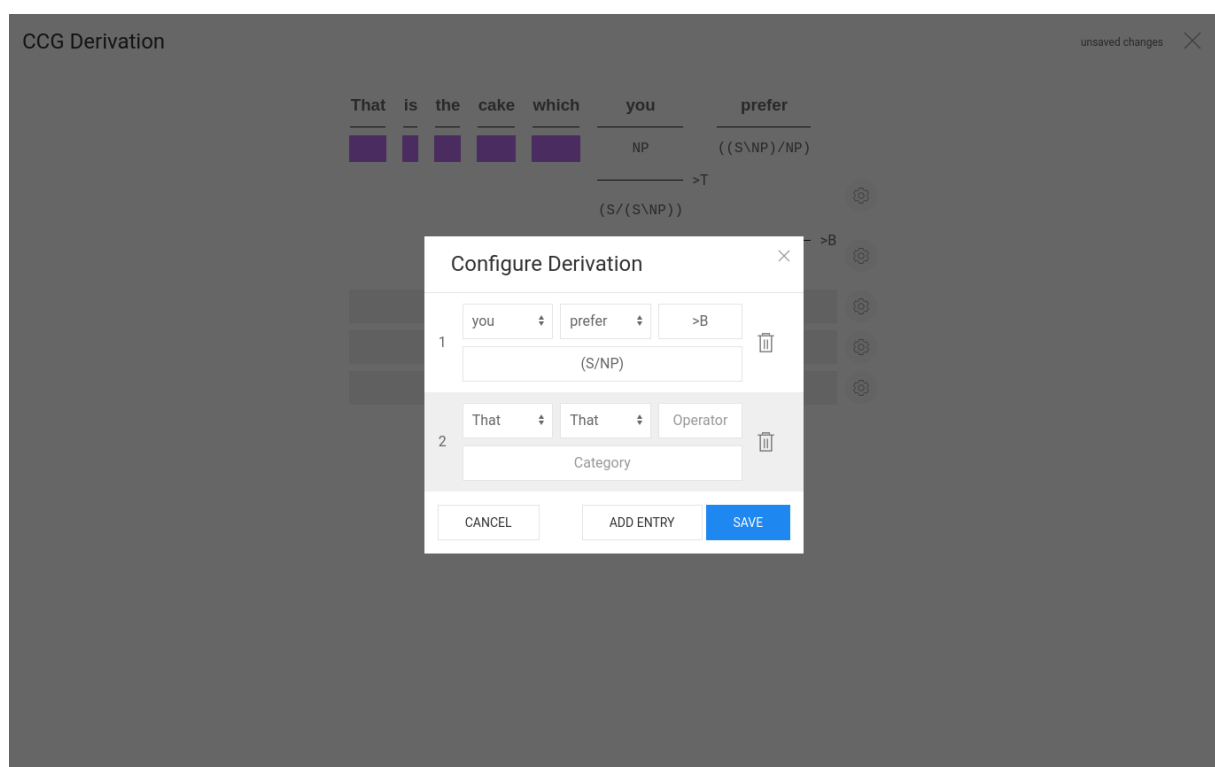 CCG Derivation unsaved changes
That is the cake which you prefer
NP ((S\NP)/NP)
>T
(S/(S\NP))
>B
Configure Derivation
you prefer >B
1
(S/NP)
That That Operator
2
Category
CANCEL ADD ENTRY SAVE